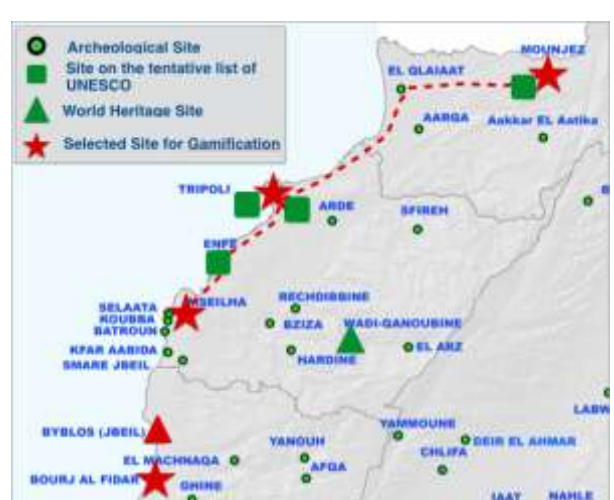 Archeological Site
Site on the tentative list of
UNESCO
World Heritage Site
Selected Site for Gamification
MOUNJEZ
EL QLAIAAT
AARQA
Aakkar EL Aatika
TRIPOLI
ARDE
SFIREH
ENFE
MSEILHA
SELAATA
KOUBBA
BATROUN
RECHDIBBINE
BZIZA
WADI-QANOUBINE
KFAR AABIDA
HARDINE
EL ARZ
SMARE JBEIL
LABW
BYBLOS (JBEIL)
YAMMOUNE
YANOUH
DEIR EL AHMAR
EL MACHNAQA
CHLIFA
AFQA
BOURJ AL FIDAR
GHINE
IAAT
NAHLE